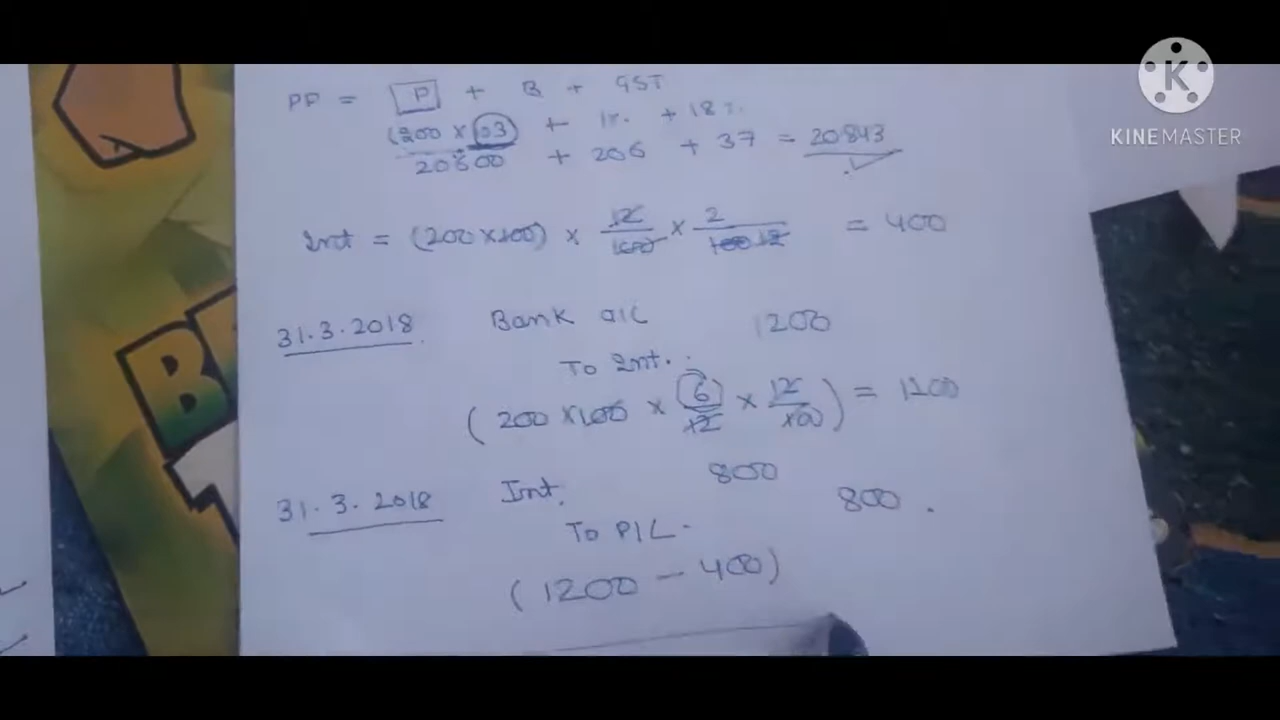 PP = P + B + GST
(200 × 103 + 1%. + 18%.
20600 + 206 + 37 = 20843
Int = (200 × 100) × 12/100 × 2/12 = 400
31.3.2018 Bank a/c 1200
To Int.
(200 × 100 × 6/12 × 12/100) = 1200
31.3.2018 Int. 800
To P/L. 800.
(1200 - 400)
K
KINEMASTER